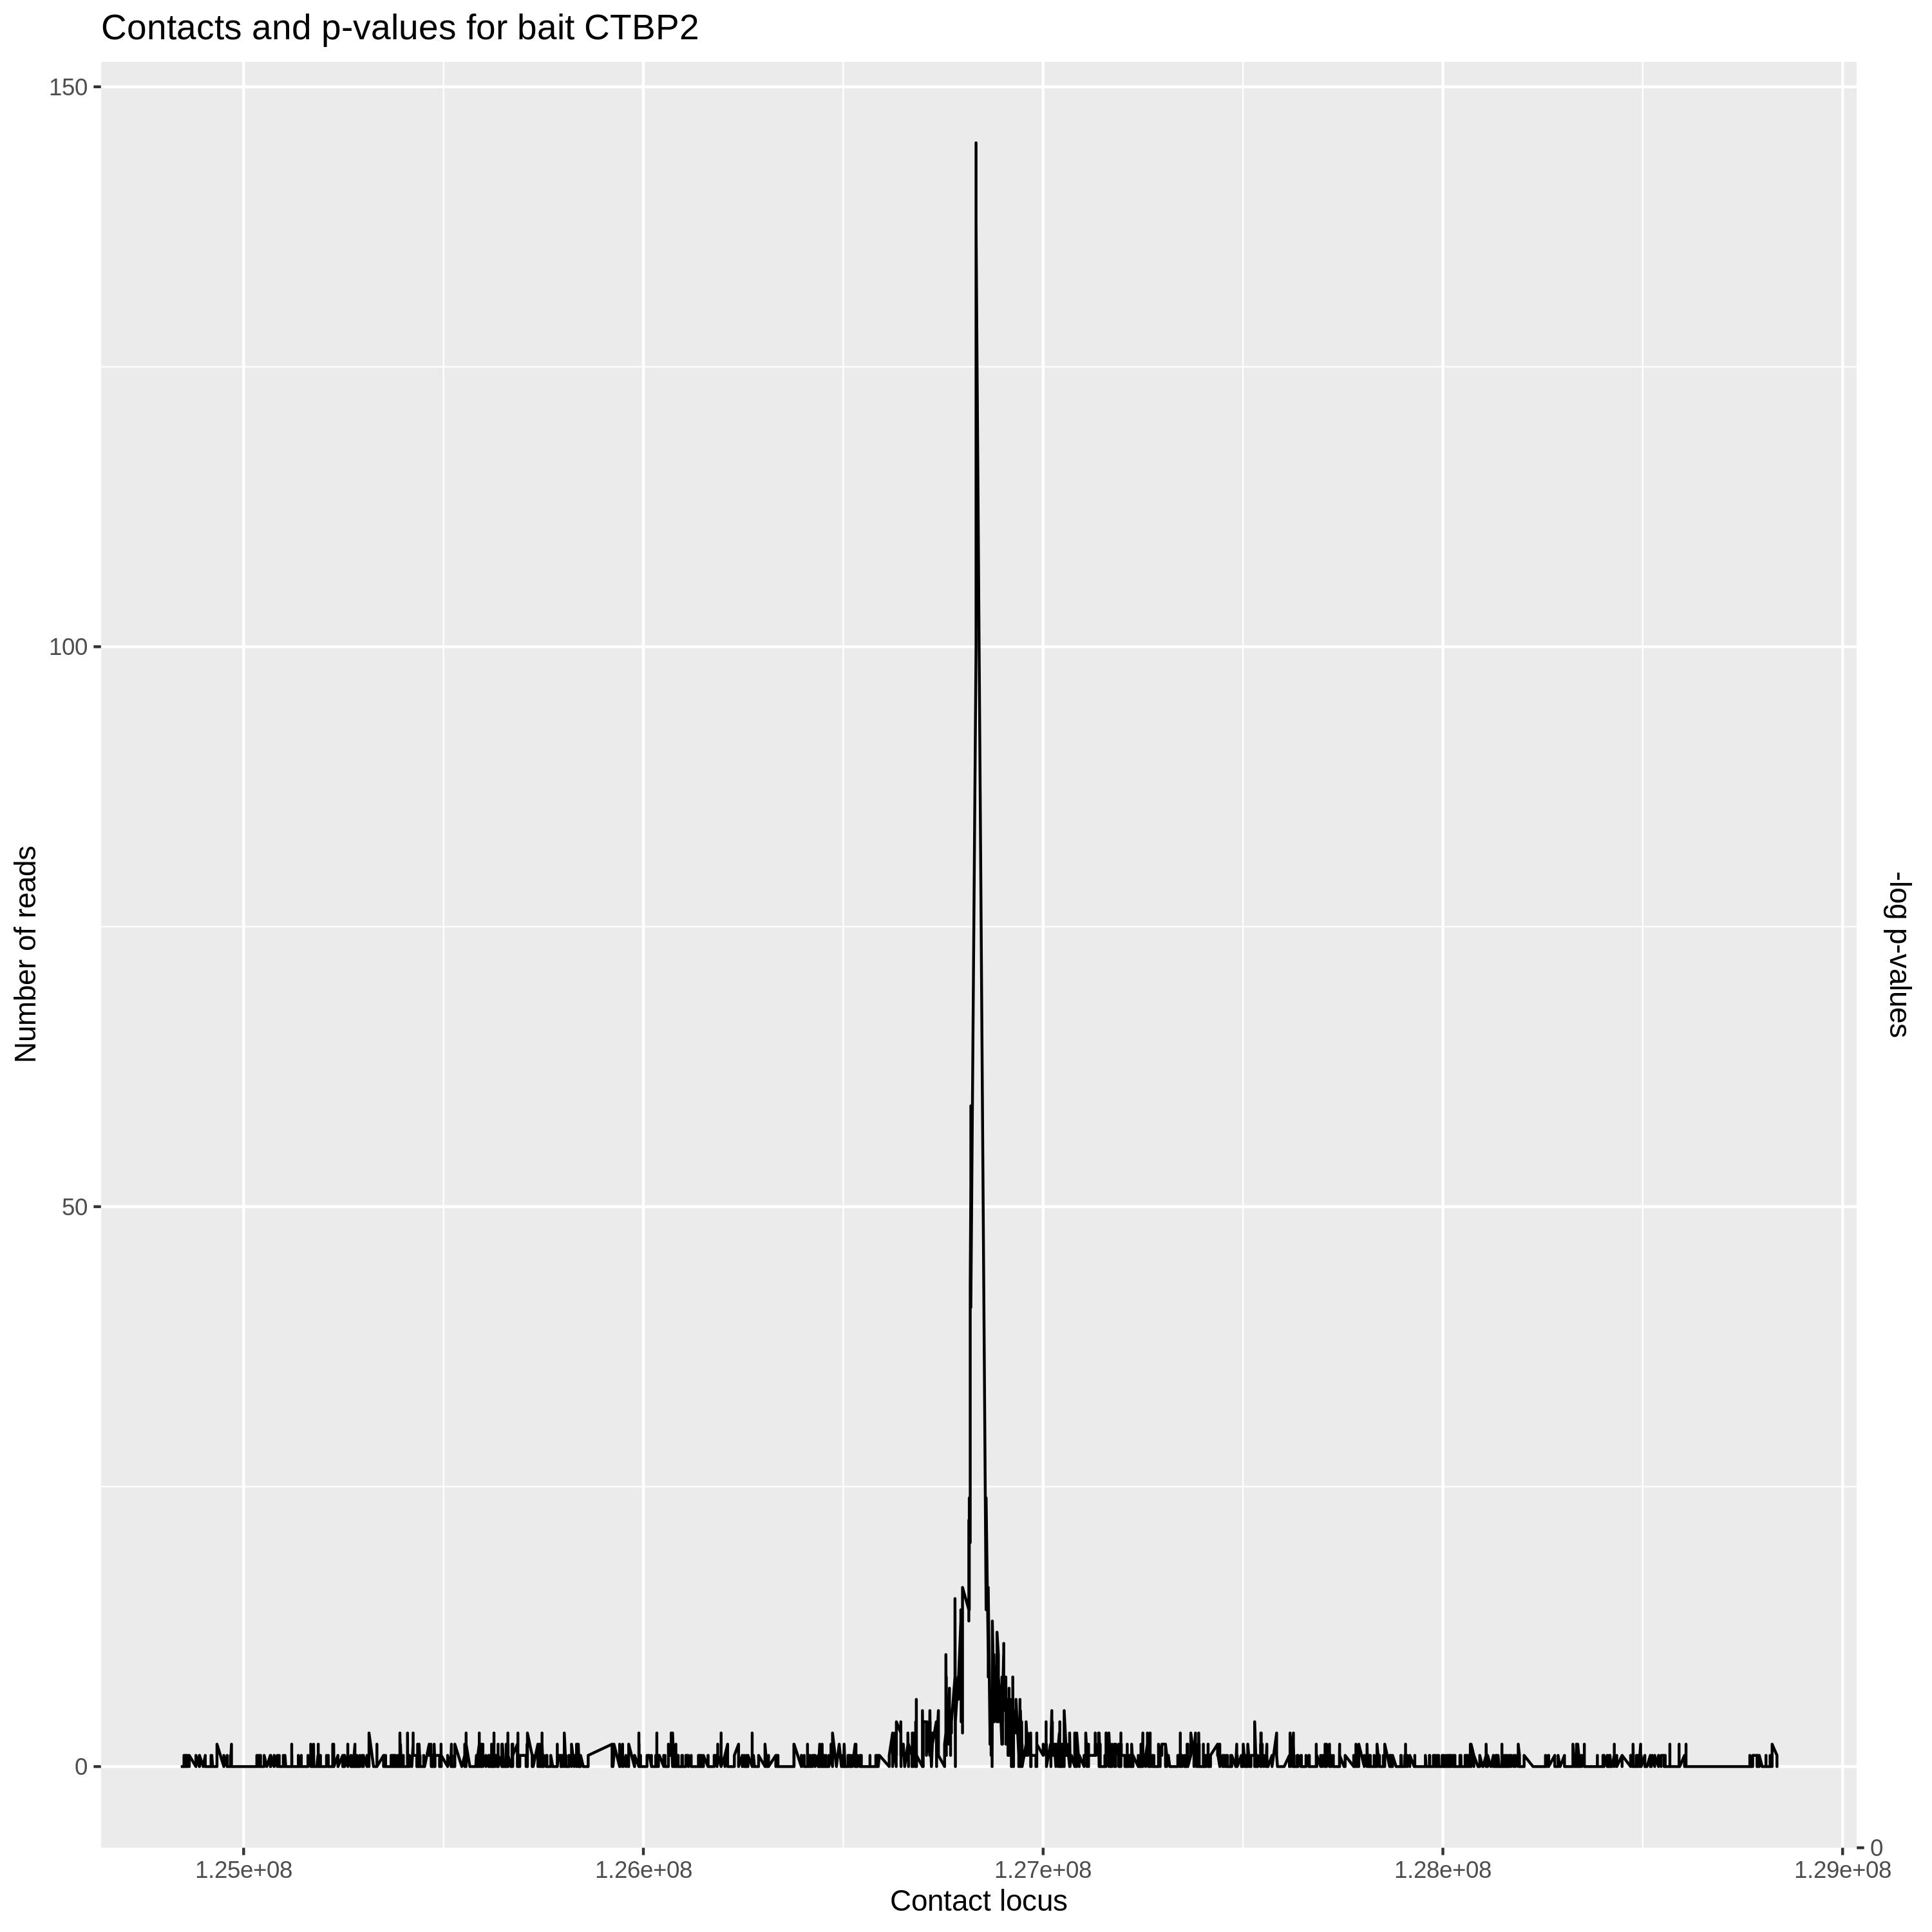 Contacts and p-values for bait CTBP2
150
100
50
0
Number of reads
-log p-values
0
1.25e+08
1.26e+08
1.27e+08
1.28e+08
1.29e+08
Contact locus